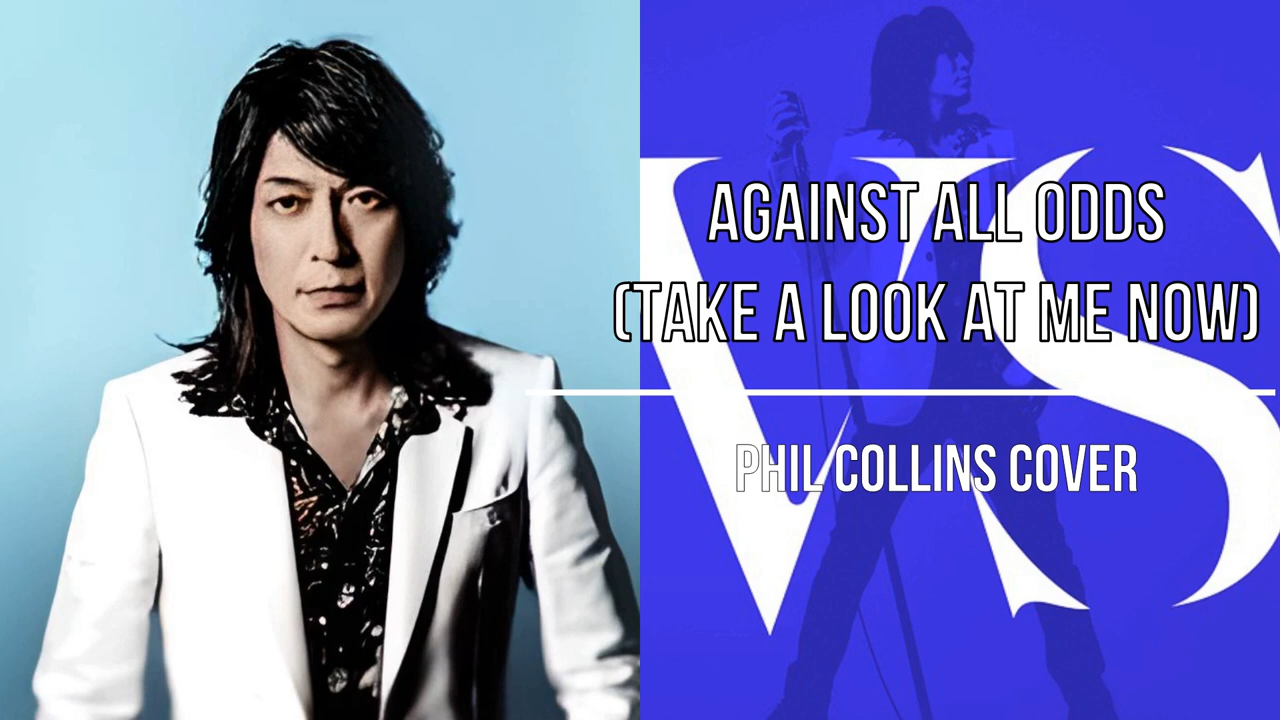 VS
AGAINST ALL ODDS
(TAKE A LOOK AT ME NOW)
PHIL COLLINS COVER